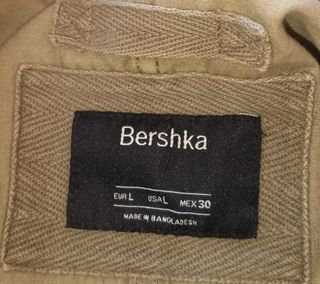 Bershka
EUR L USA L MEX 30
MADE IN BANGLADESH